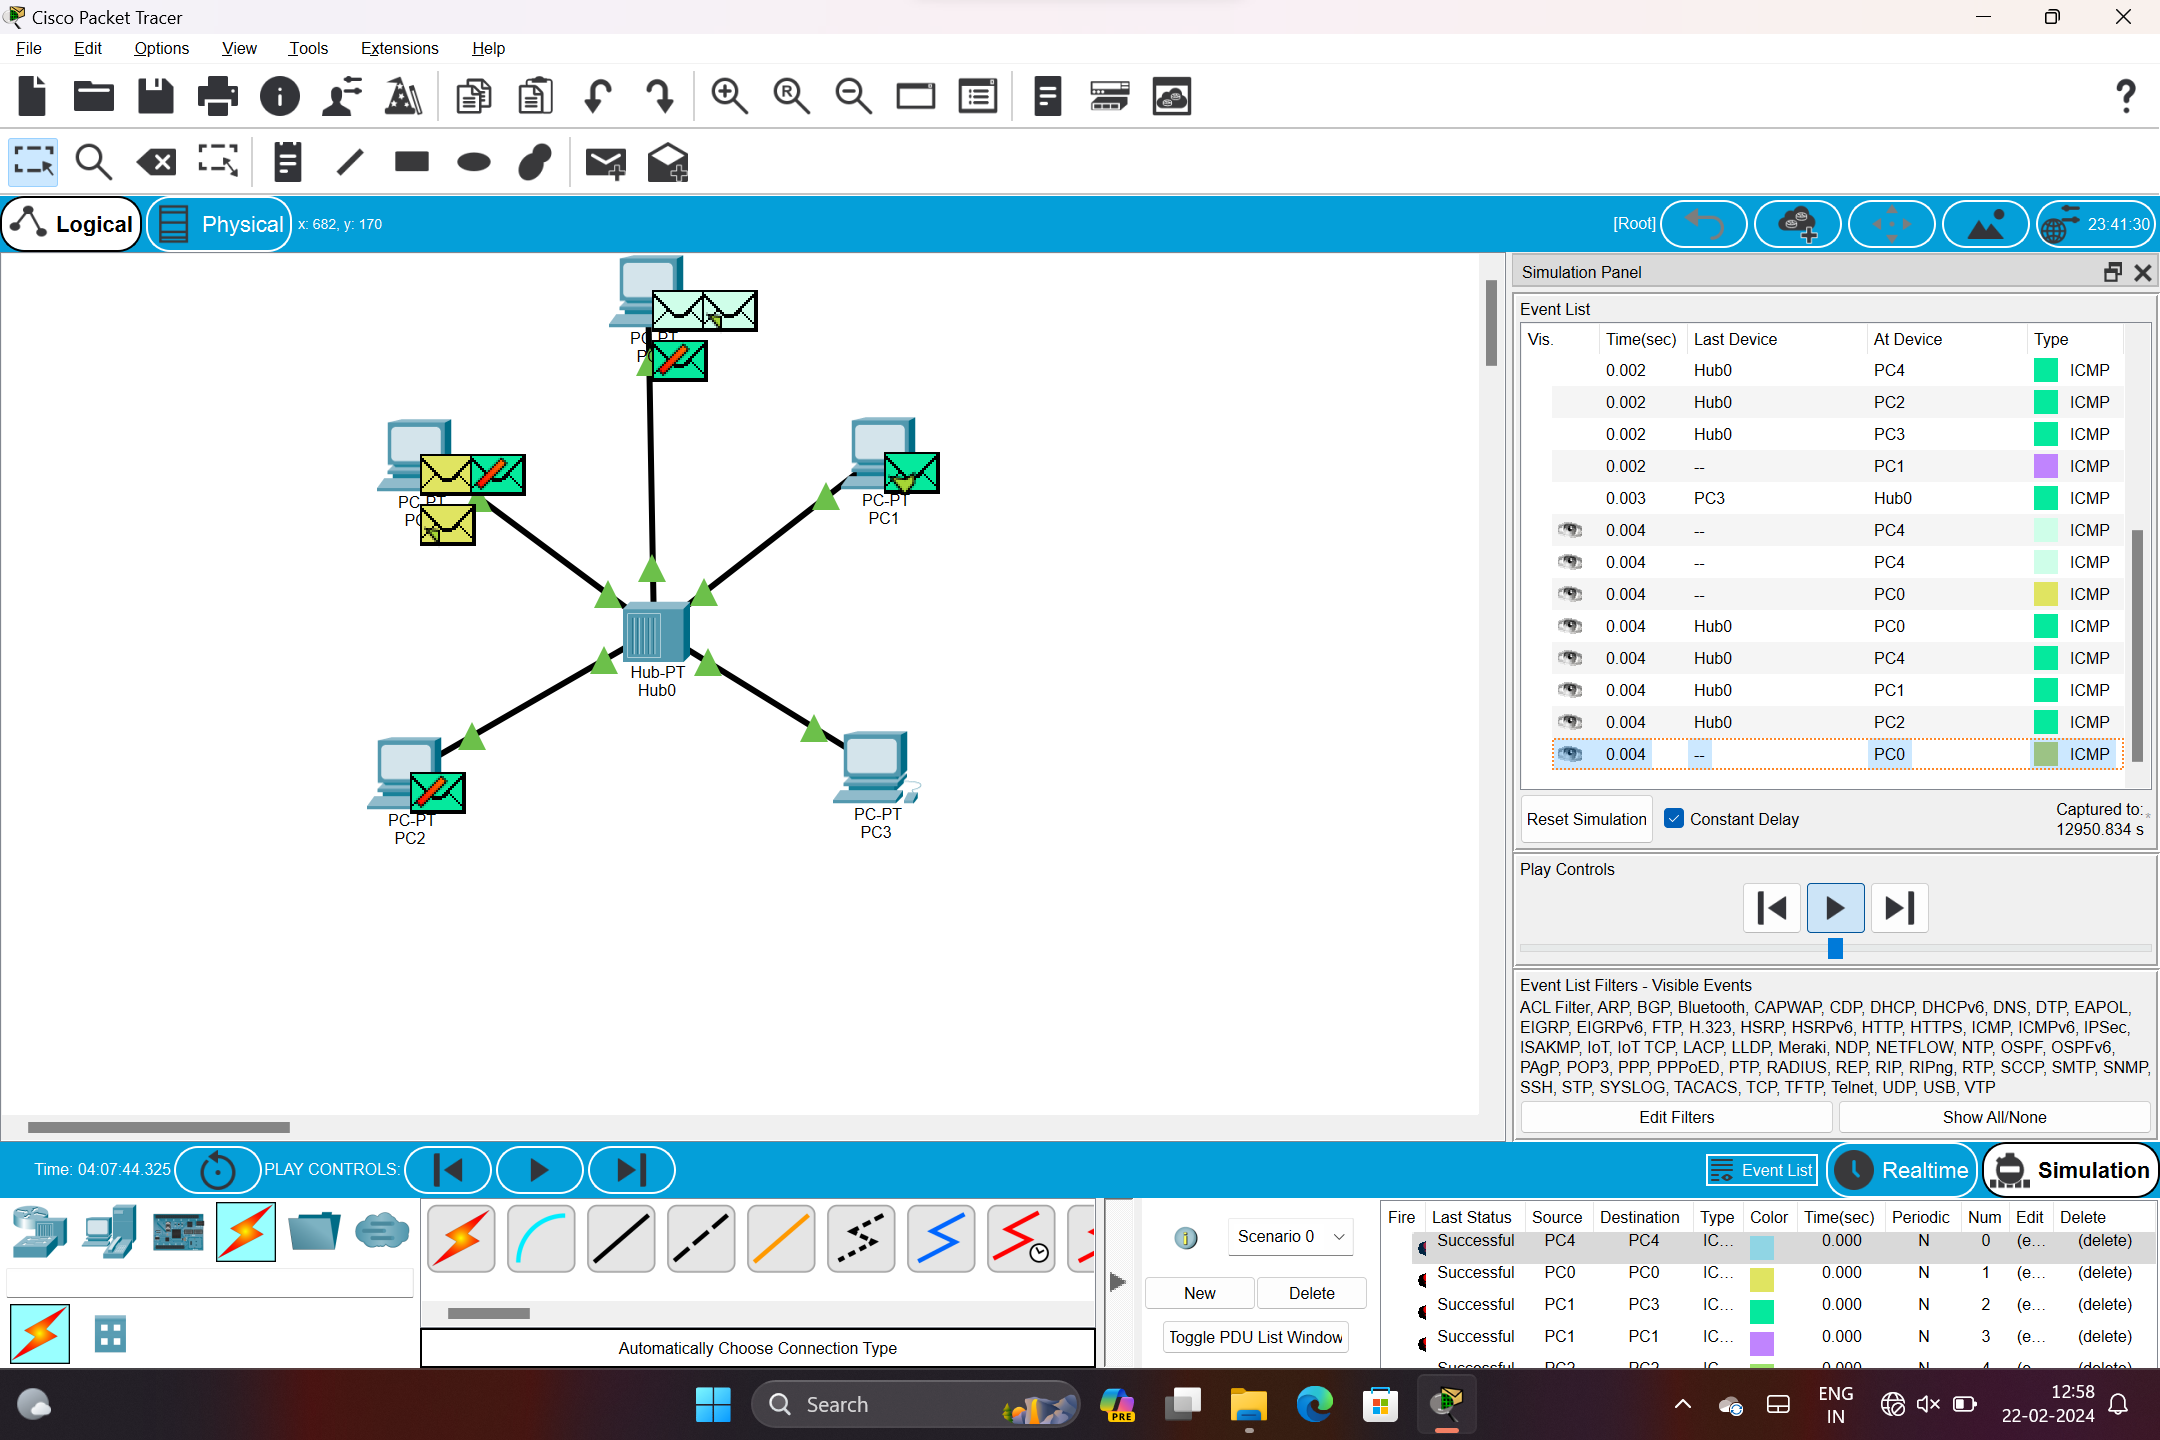 Cisco Packet Tracer
File Edit Options View Tools Extensions Help
Logical Physical x: 682, y: 170 [Root] 23:41:30
PC-PT
PC-PT
PC-PT
PC1
Hub-PT
Hub0
PC-PT
PC2
PC-PT
PC3
Simulation Panel
Event List
Vis. Time(sec) Last Device At Device Type
0.002 Hub0 PC4 ICMP
0.002 Hub0 PC2 ICMP
0.002 Hub0 PC3 ICMP
0.002 -- PC1 ICMP
0.003 PC3 Hub0 ICMP
0.004 -- PC4 ICMP
0.004 -- PC4 ICMP
0.004 -- PC0 ICMP
0.004 Hub0 PC0 ICMP
0.004 Hub0 PC4 ICMP
0.004 Hub0 PC1 ICMP
0.004 Hub0 PC2 ICMP
0.004 -- PC0 ICMP
Reset Simulation Constant Delay Captured to: *
12950.834 s
Play Controls
Event List Filters - Visible Events
ACL Filter, ARP, BGP, Bluetooth, CAPWAP, CDP, DHCP, DHCPv6, DNS, DTP, EAPOL,
EIGRP, EIGRPv6, FTP, H.323, HSRP, HSRPv6, HTTP, HTTPS, ICMP, ICMPv6, IPSec,
ISAKMP, IoT, IoT TCP, LACP, LLDP, Meraki, NDP, NETFLOW, NTP, OSPF, OSPFv6,
PAgP, POP3, PPP, PPPoED, PTP, RADIUS, REP, RIP, RIPng, RTP, SCCP, SMTP, SNMP,
SSH, STP, SYSLOG, TACACS, TCP, TFTP, Telnet, UDP, USB, VTP
Edit Filters Show All/None
Time: 04:07:44.325 PLAY CONTROLS: Event List Realtime Simulation
Automatically Choose Connection Type
Scenario 0
New Delete
Toggle PDU List Window
Fire Last Status Source Destination Type Color Time(sec) Periodic Num Edit Delete
Successful PC4 PC4 IC... 0.000 N 0 (e... (delete)
Successful PC0 PC0 IC... 0.000 N 1 (e... (delete)
Successful PC1 PC3 IC... 0.000 N 2 (e... (delete)
Successful PC1 PC1 IC... 0.000 N 3 (e... (delete)
Search
PRE
ENG
IN
12:58
22-02-2024